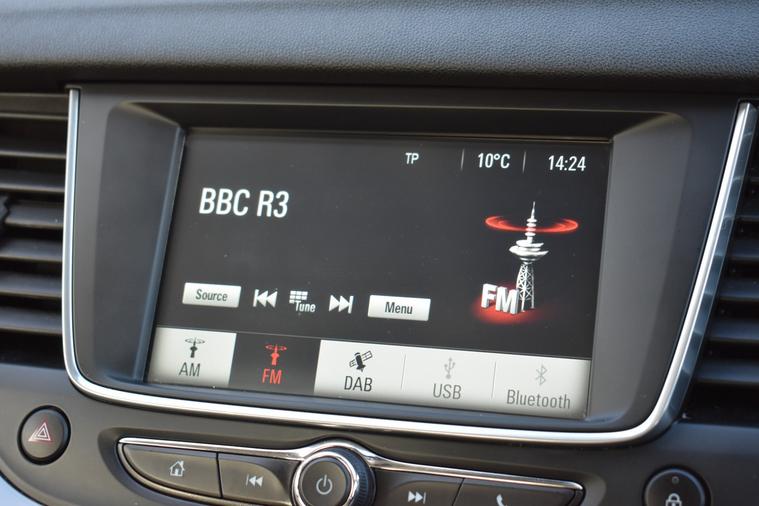 TP 10°C 14:24
BBC R3
FM
Source Tune Menu
AM FM DAB USB Bluetooth